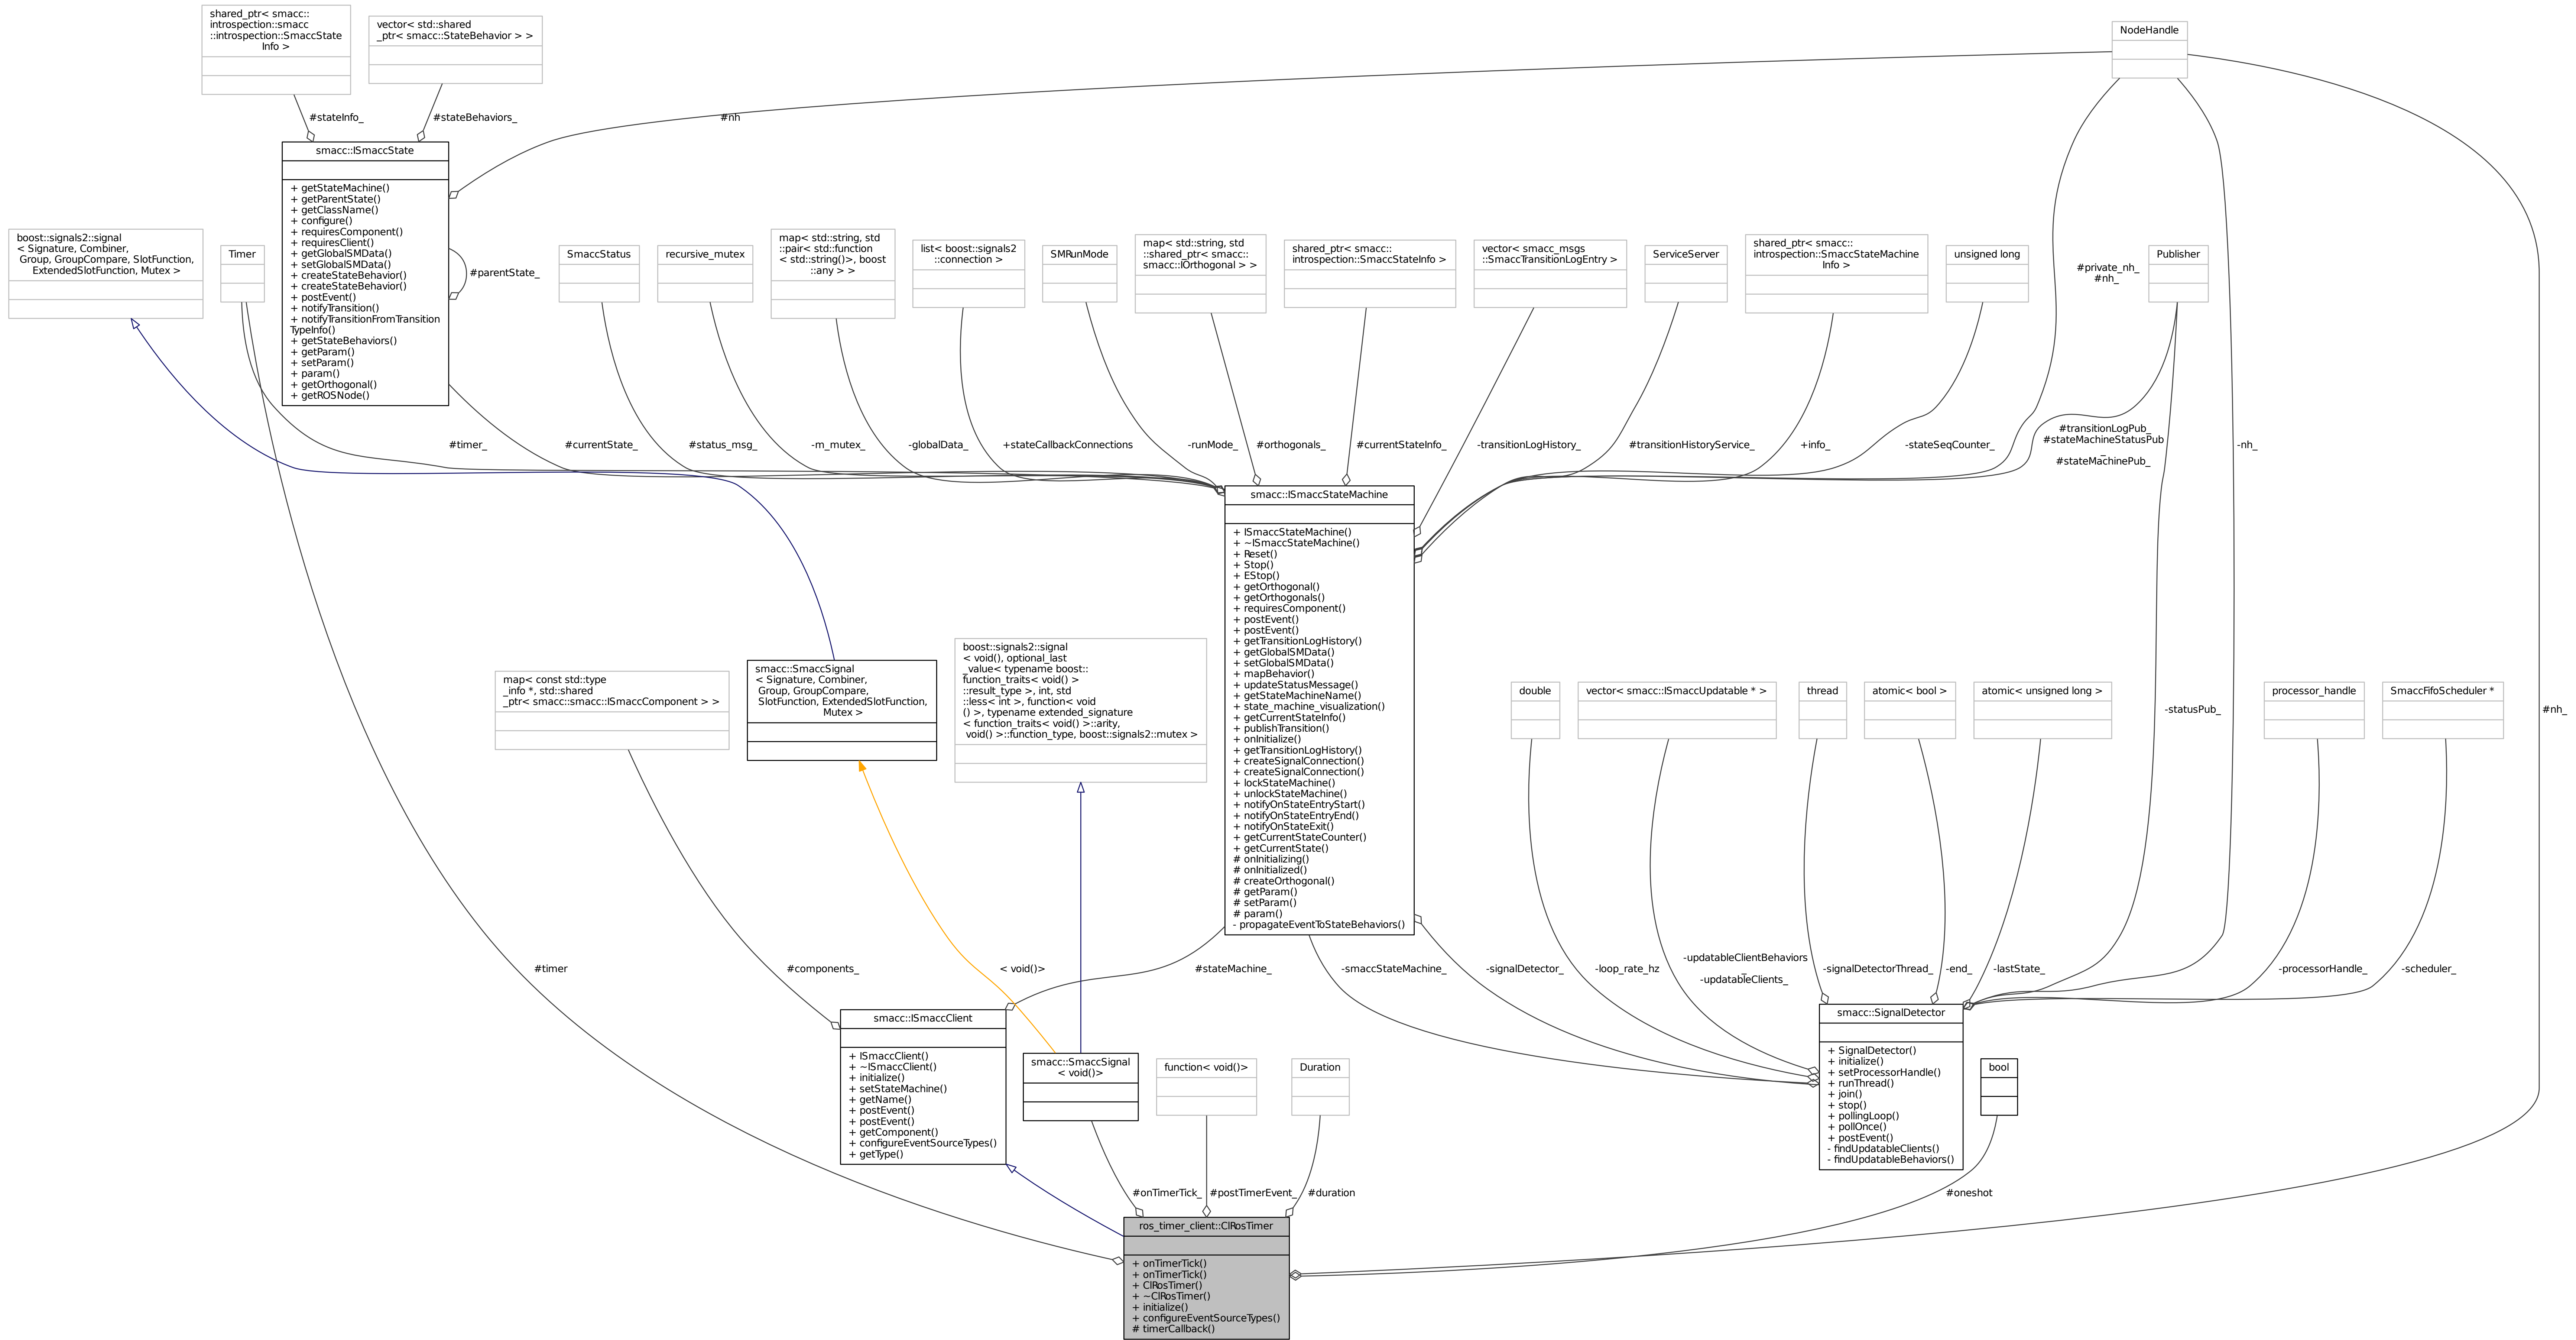 shared_ptr< smacc::
introspection::smacc
::introspection::SmaccState
Info >
vector< std::shared
_ptr< smacc::StateBehavior > >
NodeHandle
#stateInfo_
#stateBehaviors_
#nh
smacc::ISmaccState
+ getStateMachine()
+ getParentState()
+ getClassName()
+ configure()
+ requiresComponent()
+ requiresClient()
+ getGlobalSMData()
+ setGlobalSMData()
+ createStateBehavior()
+ createStateBehavior()
+ postEvent()
+ notifyTransition()
+ notifyTransitionFromTransition
TypeInfo()
+ getStateBehaviors()
+ getParam()
+ setParam()
+ param()
+ getOrthogonal()
+ getROSNode()
#parentState_
boost::signals2::signal
< Signature, Combiner,
Group, GroupCompare, SlotFunction,
ExtendedSlotFunction, Mutex >
Timer
SmaccStatus
recursive_mutex
map< std::string, std
::pair< std::function
< std::string()>, boost
::any > >
list< boost::signals2
::connection >
SMRunMode
map< std::string, std
::shared_ptr< smacc::
smacc::IOrthogonal > >
shared_ptr< smacc::
introspection::SmaccStateInfo >
vector< smacc_msgs
::SmaccTransitionLogEntry >
ServiceServer
shared_ptr< smacc::
introspection::SmaccStateMachine
Info >
unsigned long
#private_nh_
#nh_
Publisher
#timer_
#currentState_
#status_msg_
-m_mutex_
-globalData_
+stateCallbackConnections
-runMode_
#orthogonals_
#currentStateInfo_
-transitionLogHistory_
#transitionHistoryService_
+info_
-stateSeqCounter_
#transitionLogPub_
#stateMachineStatusPub
_
#stateMachinePub_
-nh_
smacc::ISmaccStateMachine
+ ISmaccStateMachine()
+ ~ISmaccStateMachine()
+ Reset()
+ Stop()
+ EStop()
+ getOrthogonal()
+ getOrthogonals()
+ requiresComponent()
+ postEvent()
+ postEvent()
+ getTransitionLogHistory()
+ getGlobalSMData()
+ setGlobalSMData()
+ mapBehavior()
+ updateStatusMessage()
+ getStateMachineName()
+ state_machine_visualization()
+ getCurrentStateInfo()
+ publishTransition()
+ onInitialize()
+ getTransitionLogHistory()
+ createSignalConnection()
+ createSignalConnection()
+ lockStateMachine()
+ unlockStateMachine()
+ notifyOnStateEntryStart()
+ notifyOnStateEntryEnd()
+ notifyOnStateExit()
+ getCurrentStateCounter()
+ getCurrentState()
# onInitializing()
# onInitialized()
# createOrthogonal()
# getParam()
# setParam()
# param()
- propagateEventToStateBehaviors()
map< const std::type
_info *, std::shared
_ptr< smacc::smacc::ISmaccComponent > >
smacc::SmaccSignal
< Signature, Combiner,
Group, GroupCompare,
SlotFunction, ExtendedSlotFunction,
Mutex >
boost::signals2::signal
< void(), optional_last
_value< typename boost::
function_traits< void() >
::result_type >, int, std
::less< int >, function< void
() >, typename extended_signature
< function_traits< void() >::arity,
void() >::function_type, boost::signals2::mutex >
double
vector< smacc::ISmaccUpdatable * >
thread
atomic< bool >
atomic< unsigned long >
-statusPub_
processor_handle
SmaccFifoScheduler *
#nh_
#timer
#components_
< void()>
#stateMachine_
-smaccStateMachine_
-signalDetector_
-loop_rate_hz
-updatableClientBehaviors
_
-updatableClients_
-signalDetectorThread_
-end_
-lastState_
-processorHandle_
-scheduler_
smacc::ISmaccClient
+ ISmaccClient()
+ ~ISmaccClient()
+ initialize()
+ setStateMachine()
+ getName()
+ postEvent()
+ postEvent()
+ getComponent()
+ configureEventSourceTypes()
+ getType()
smacc::SmaccSignal
< void()>
function< void()>
Duration
smacc::SignalDetector
+ SignalDetector()
+ initialize()
+ setProcessorHandle()
+ runThread()
+ join()
+ stop()
+ pollingLoop()
+ pollOnce()
+ postEvent()
- findUpdatableClients()
- findUpdatableBehaviors()
bool
#onTimerTick_
#postTimerEvent_
#duration
#oneshot
ros_timer_client::ClRosTimer
+ onTimerTick()
+ onTimerTick()
+ ClRosTimer()
+ ~ClRosTimer()
+ initialize()
+ configureEventSourceTypes()
# timerCallback()